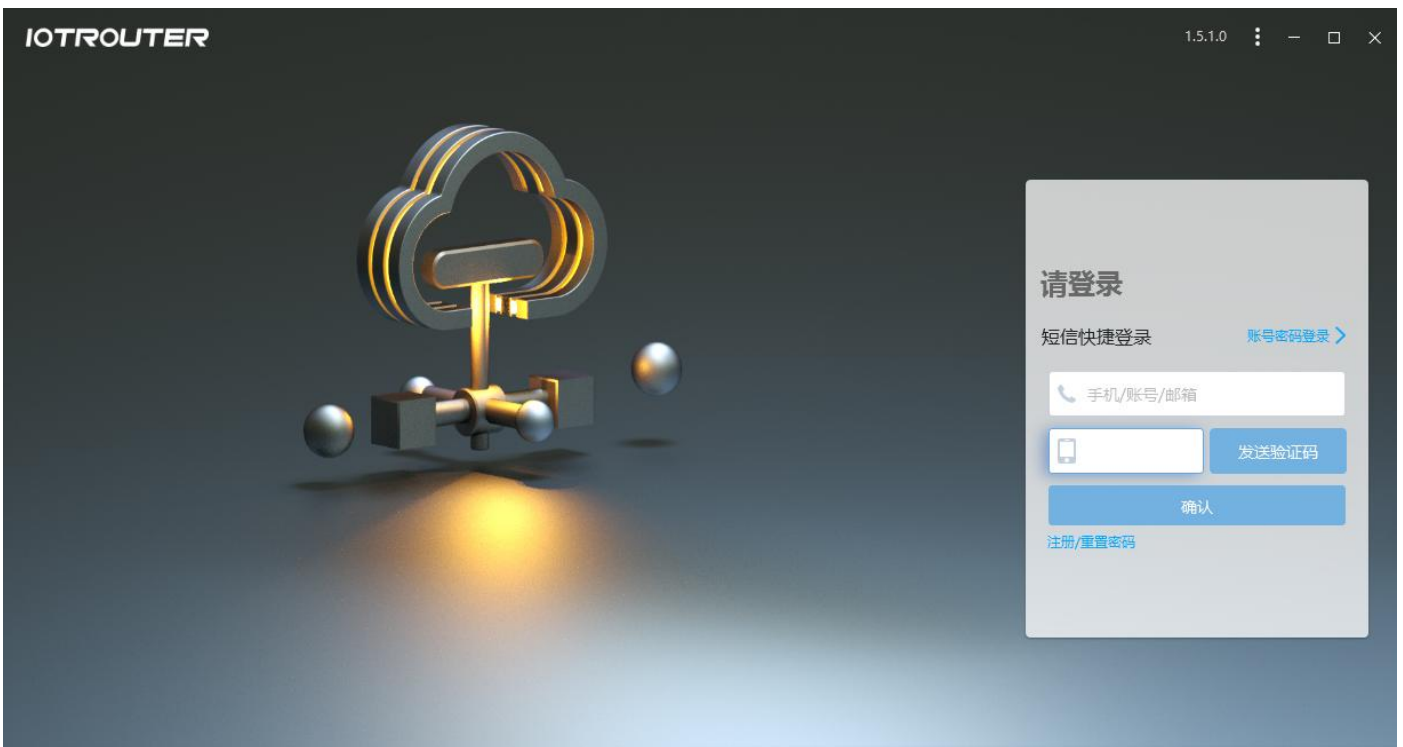 IOTROUTER
1.5.1.0
请登录
短信快捷登录
账号密码登录
手机/账号/邮箱
发送验证码
确认
注册/重置密码